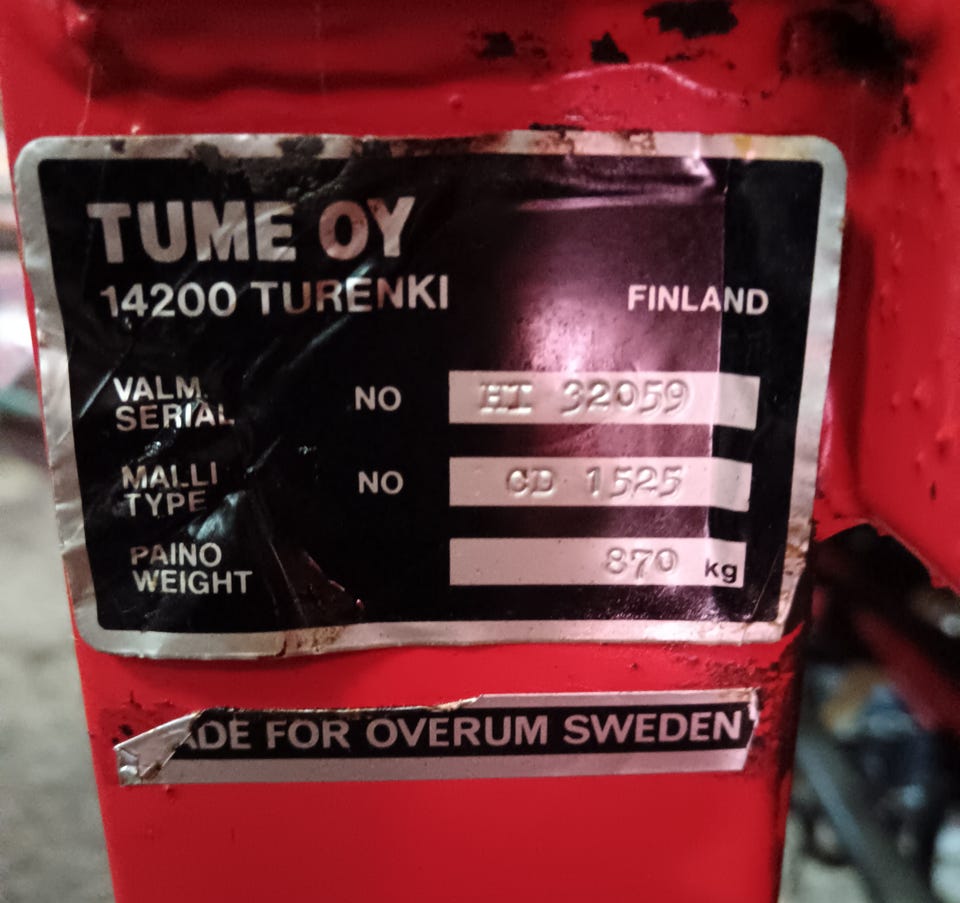 TUME OY
14200 TURENKI FINLAND
VALM.
SERIAL NO HI 32059
MALLI
TYPE NO CD 1525
PAINO
WEIGHT 870 kg
ADE FOR OVERUM SWEDEN